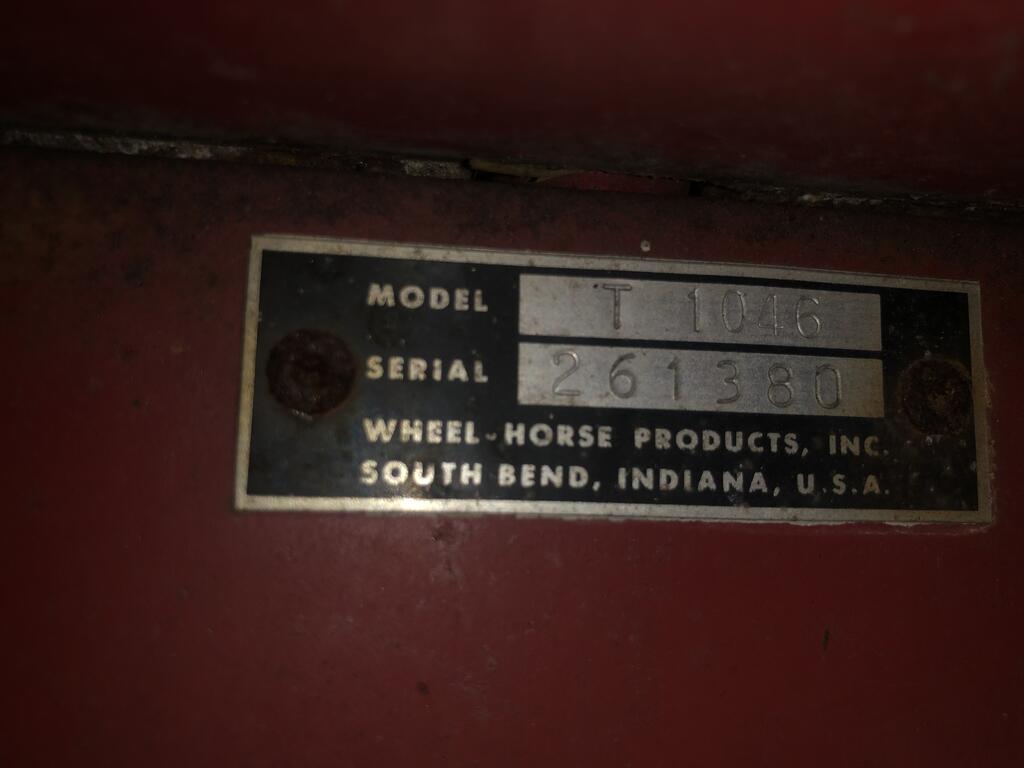 MODEL T 1046
SERIAL 261380
WHEEL-HORSE PRODUCTS, INC.
SOUTH BEND, INDIANA, U.S.A.